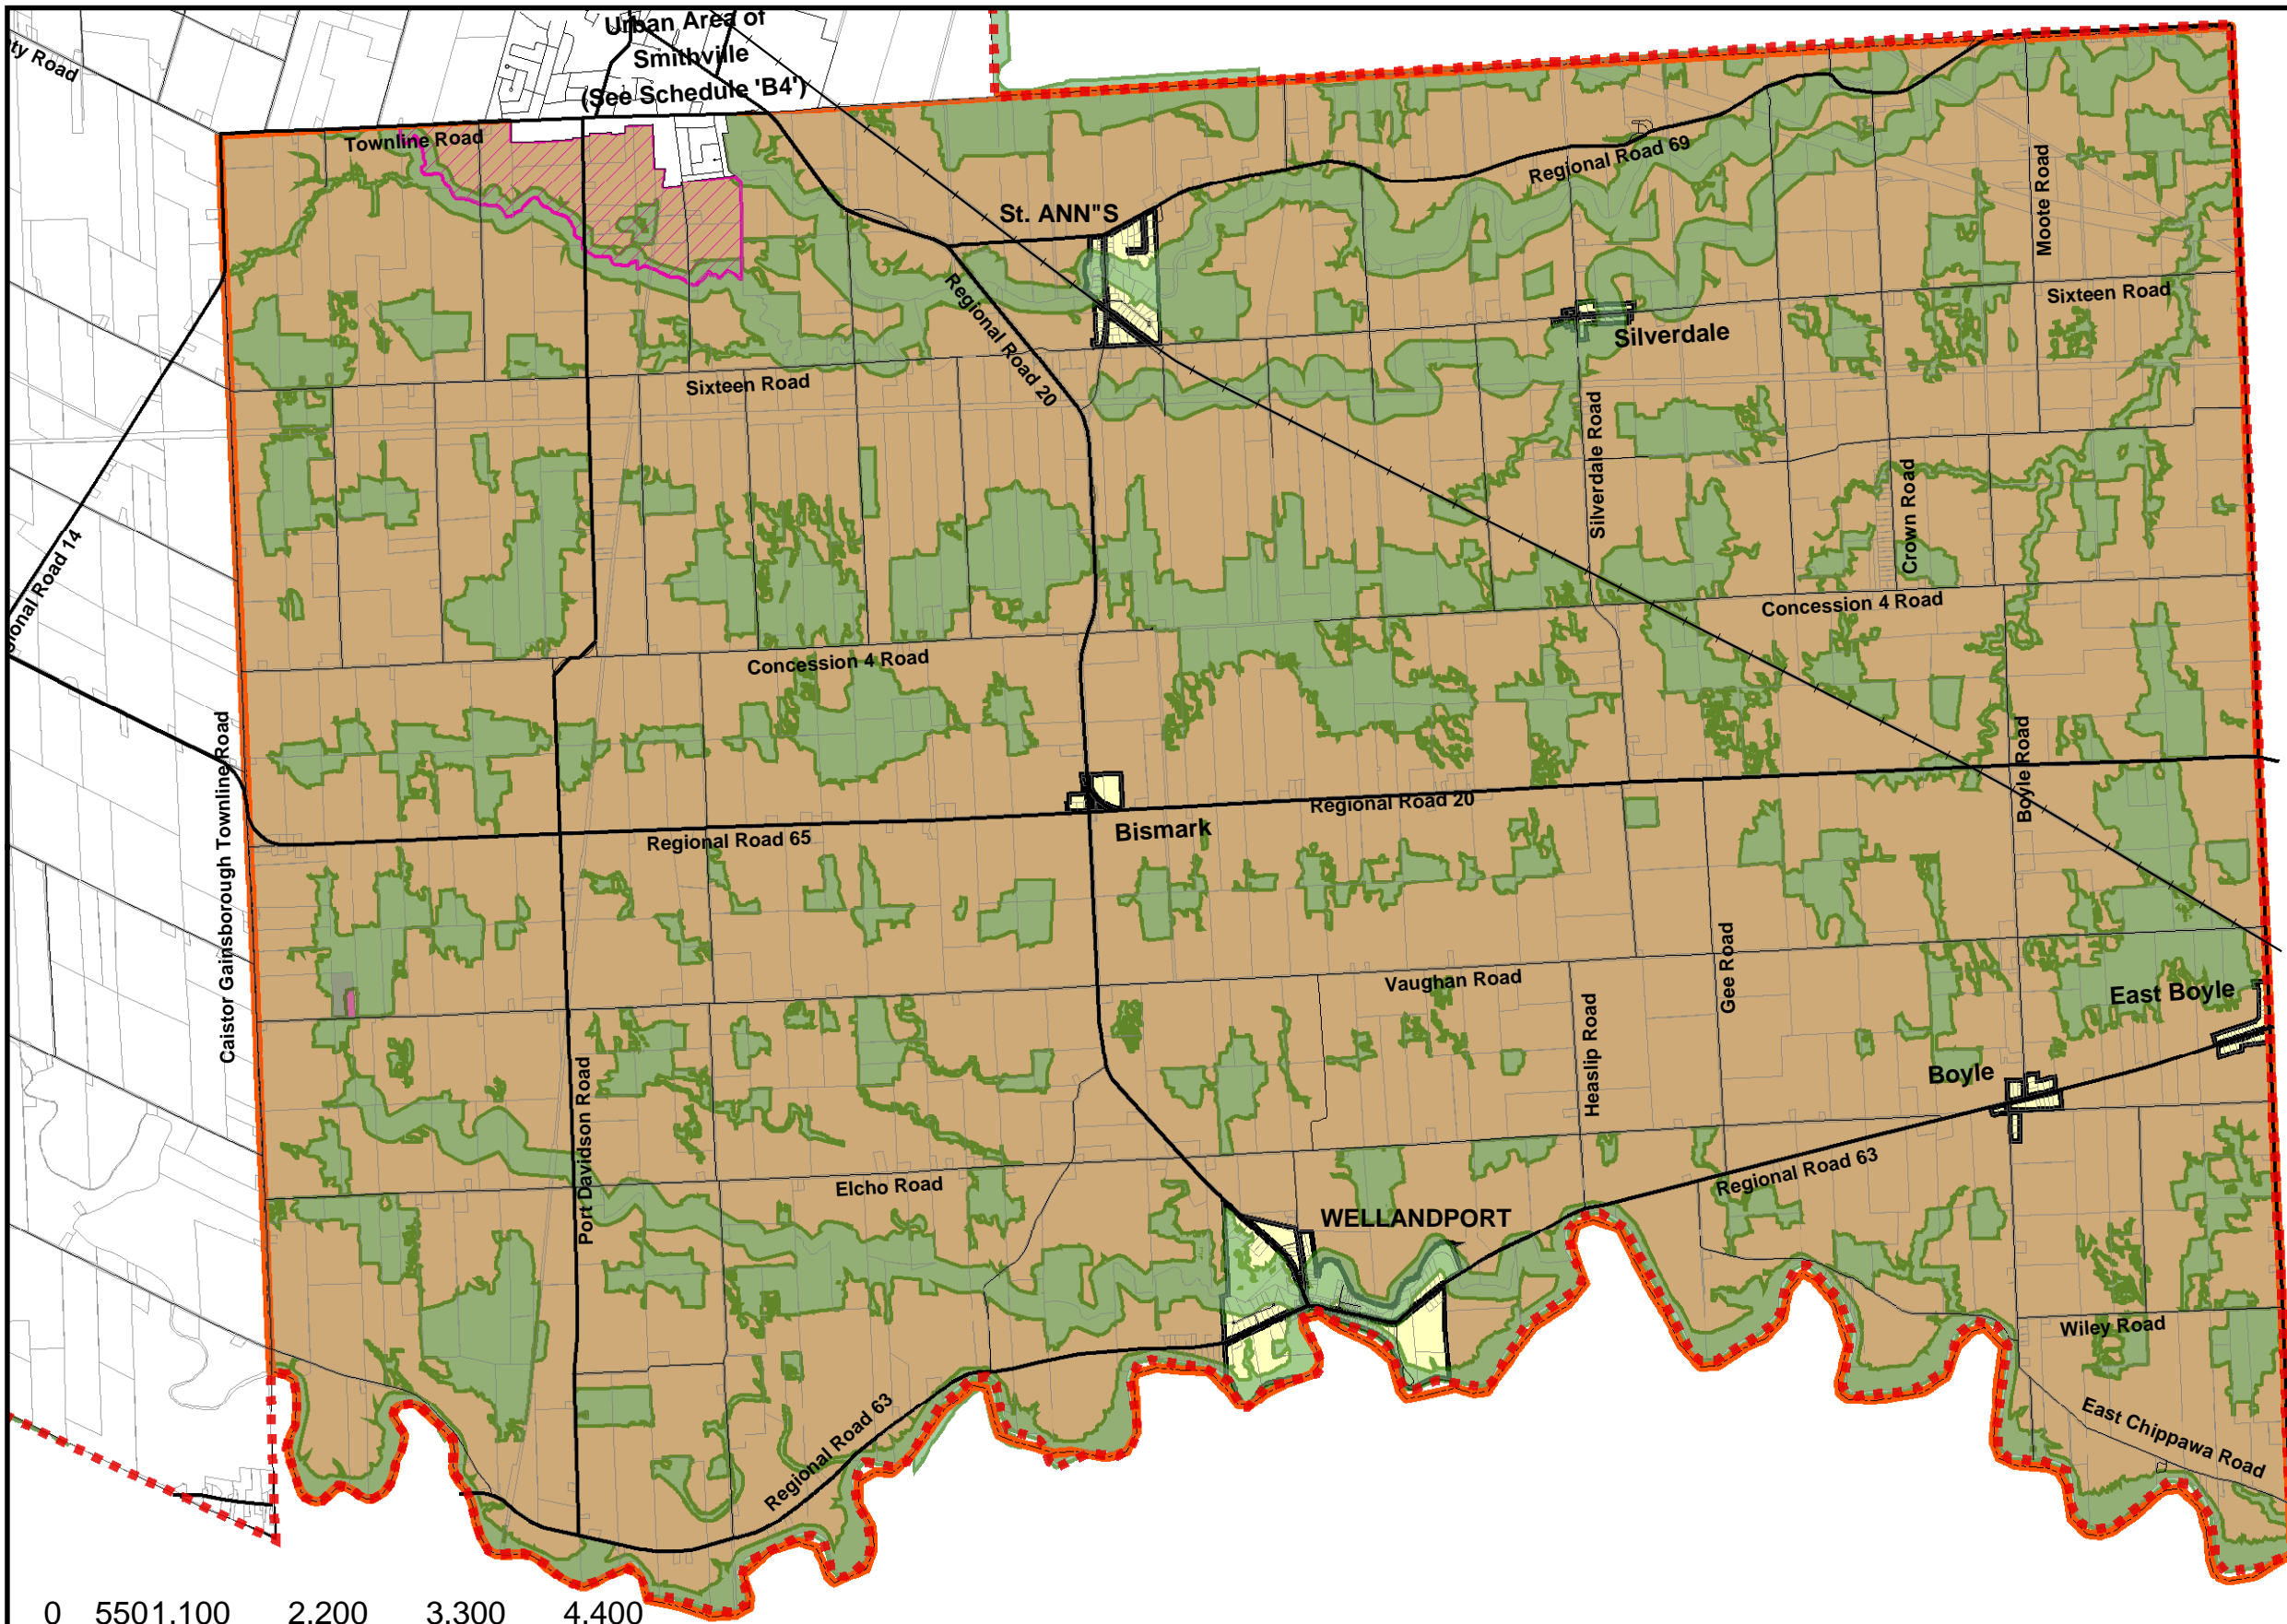 Urban Area of
Smithville
(See Schedule 'B4')
ty Road
Townline Road
Regional Road 69
St. ANN"S
Moote Road
Sixteen Road
Silverdale
Regional Road 20
Sixteen Road
Silverdale Road
Crown Road
ional Road 14
Concession 4 Road
Concession 4 Road
Caistor Gainsborough Townline Road
Boyle Road
Regional Road 20
Bismark
Regional Road 65
Vaughan Road
Gee Road
East Boyle
Heaslip Road
Boyle
Port Davidson Road
Elcho Road
Regional Road 63
WELLANDPORT
Wiley Road
East Chippawa Road
Regional Road 63
0 550 1,100 2,200 3,300 4,400